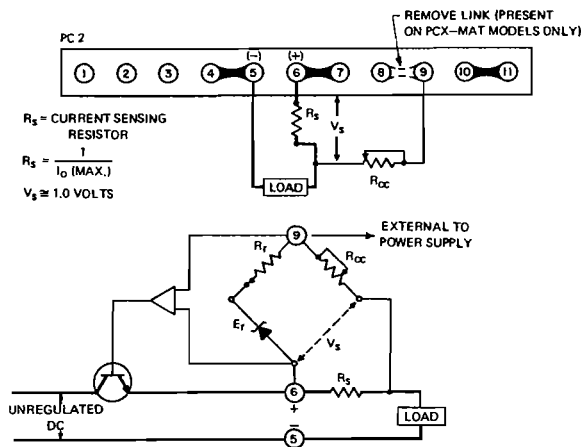 PC 2
REMOVE LINK (PRESENT
ON PCX-MAT MODELS ONLY)
(-) (+)
1 2 3 4 5 6 7 8 9 10 11
RS = CURRENT SENSING
RESISTOR
RS = 1
IO (MAX.)
VS ≅ 1.0 VOLTS
RS
VS
LOAD
RCC
9
EXTERNAL TO
POWER SUPPLY
Rr
RCC
Er
VS
6
+
RS
UNREGULATED
DC
LOAD
−
5